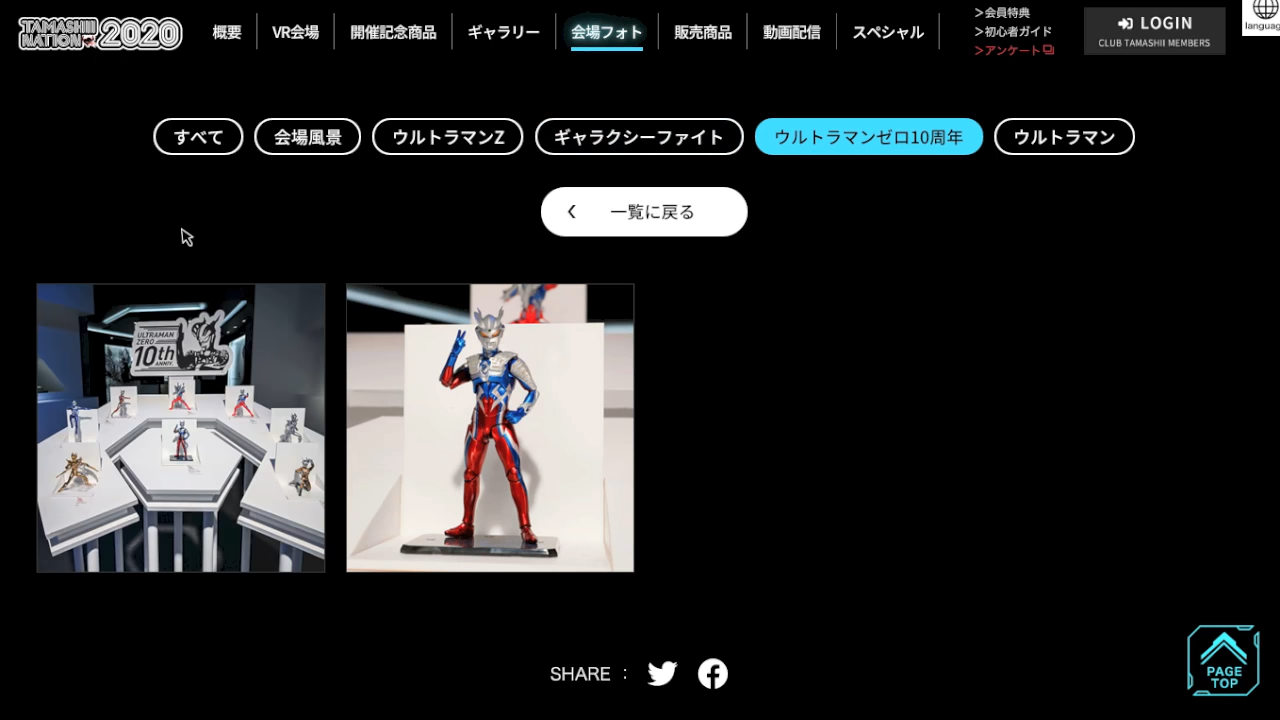 TAMASHII NATION 2020
概要
VR会場
開催記念商品
ギャラリー
会場フォト
販売商品
動画配信
スペシャル
>会員特典
>初心者ガイド
>アンケート
LOGIN
CLUB TAMASHII MEMBERS
languag
すべて
会場風景
ウルトラマンZ
ギャラクシーファイト
ウルトラマンゼロ10周年
ウルトラマン
一覧に戻る
ULTRAMAN
ZERO
10th
ANNIV.
SHARE :
PAGE
TOP